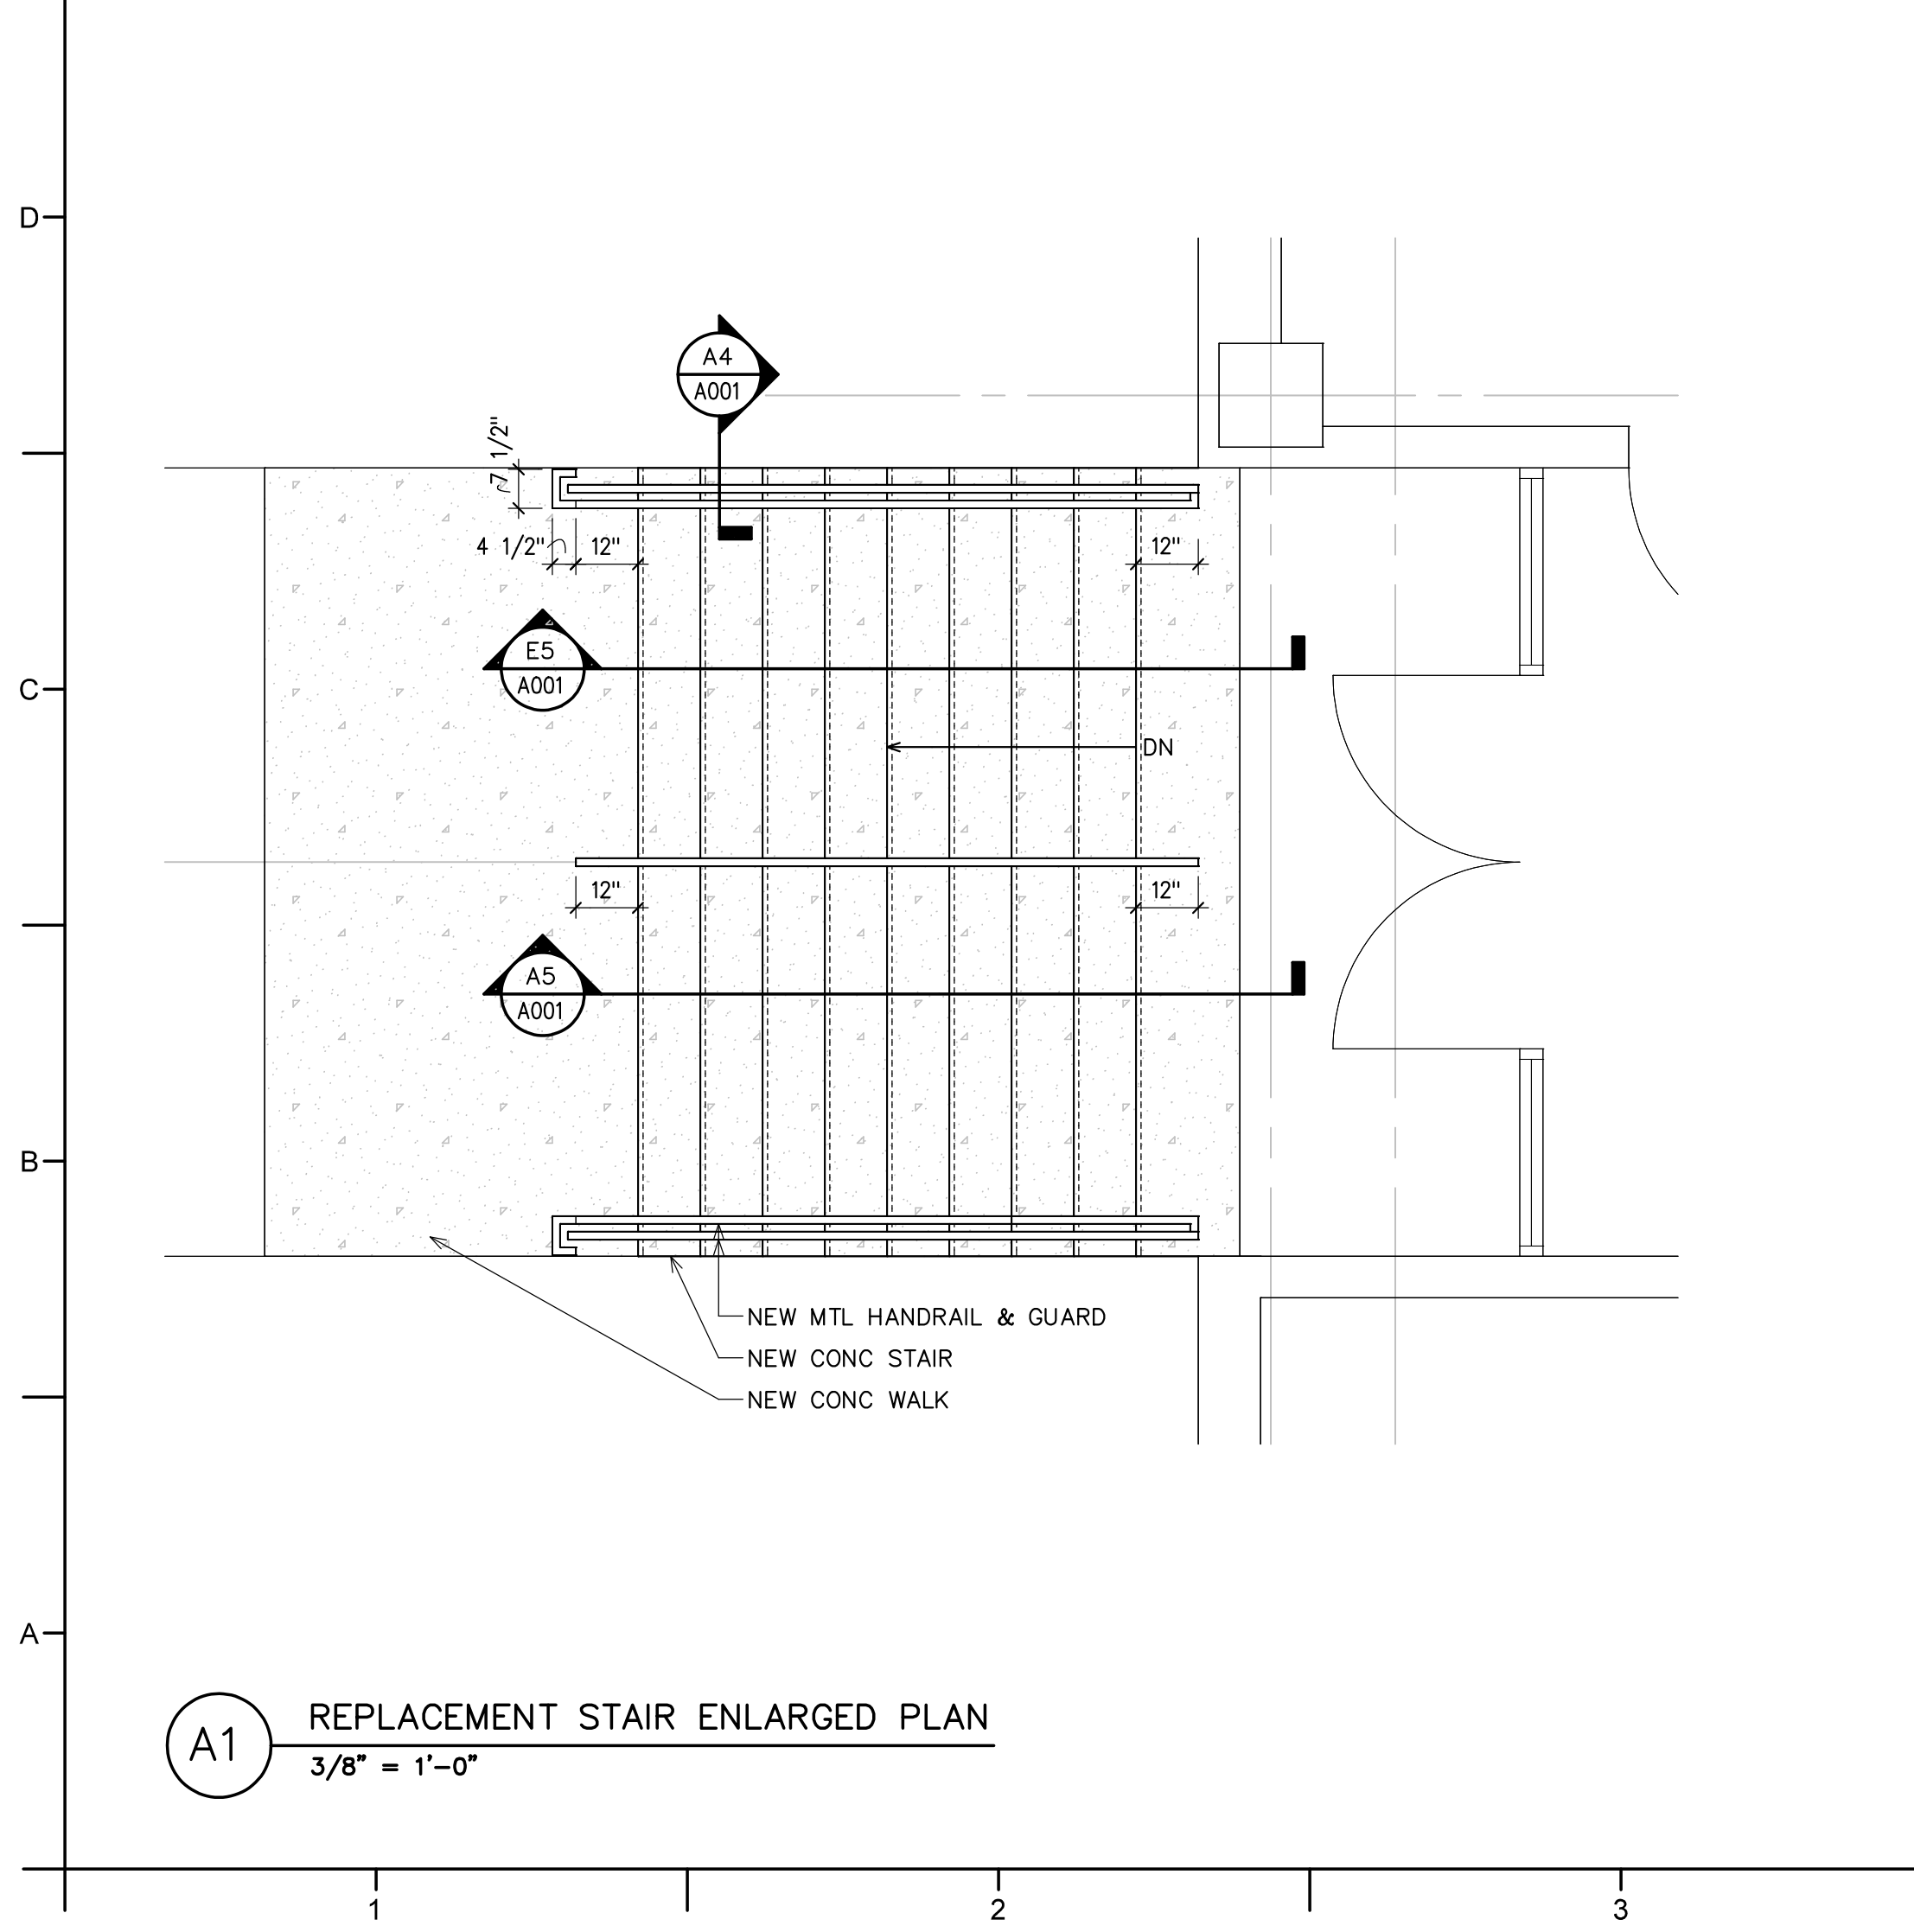 D
A4
A001
7 1/2"
4 1/2"
12"
12"
E5
A001
C
DN
12"
12"
A5
A001
B
NEW MTL HANDRAIL & GUARD
NEW CONC STAIR
NEW CONC WALK
A
A1
REPLACEMENT STAIR ENLARGED PLAN
3/8" = 1'-0"
1
2
3